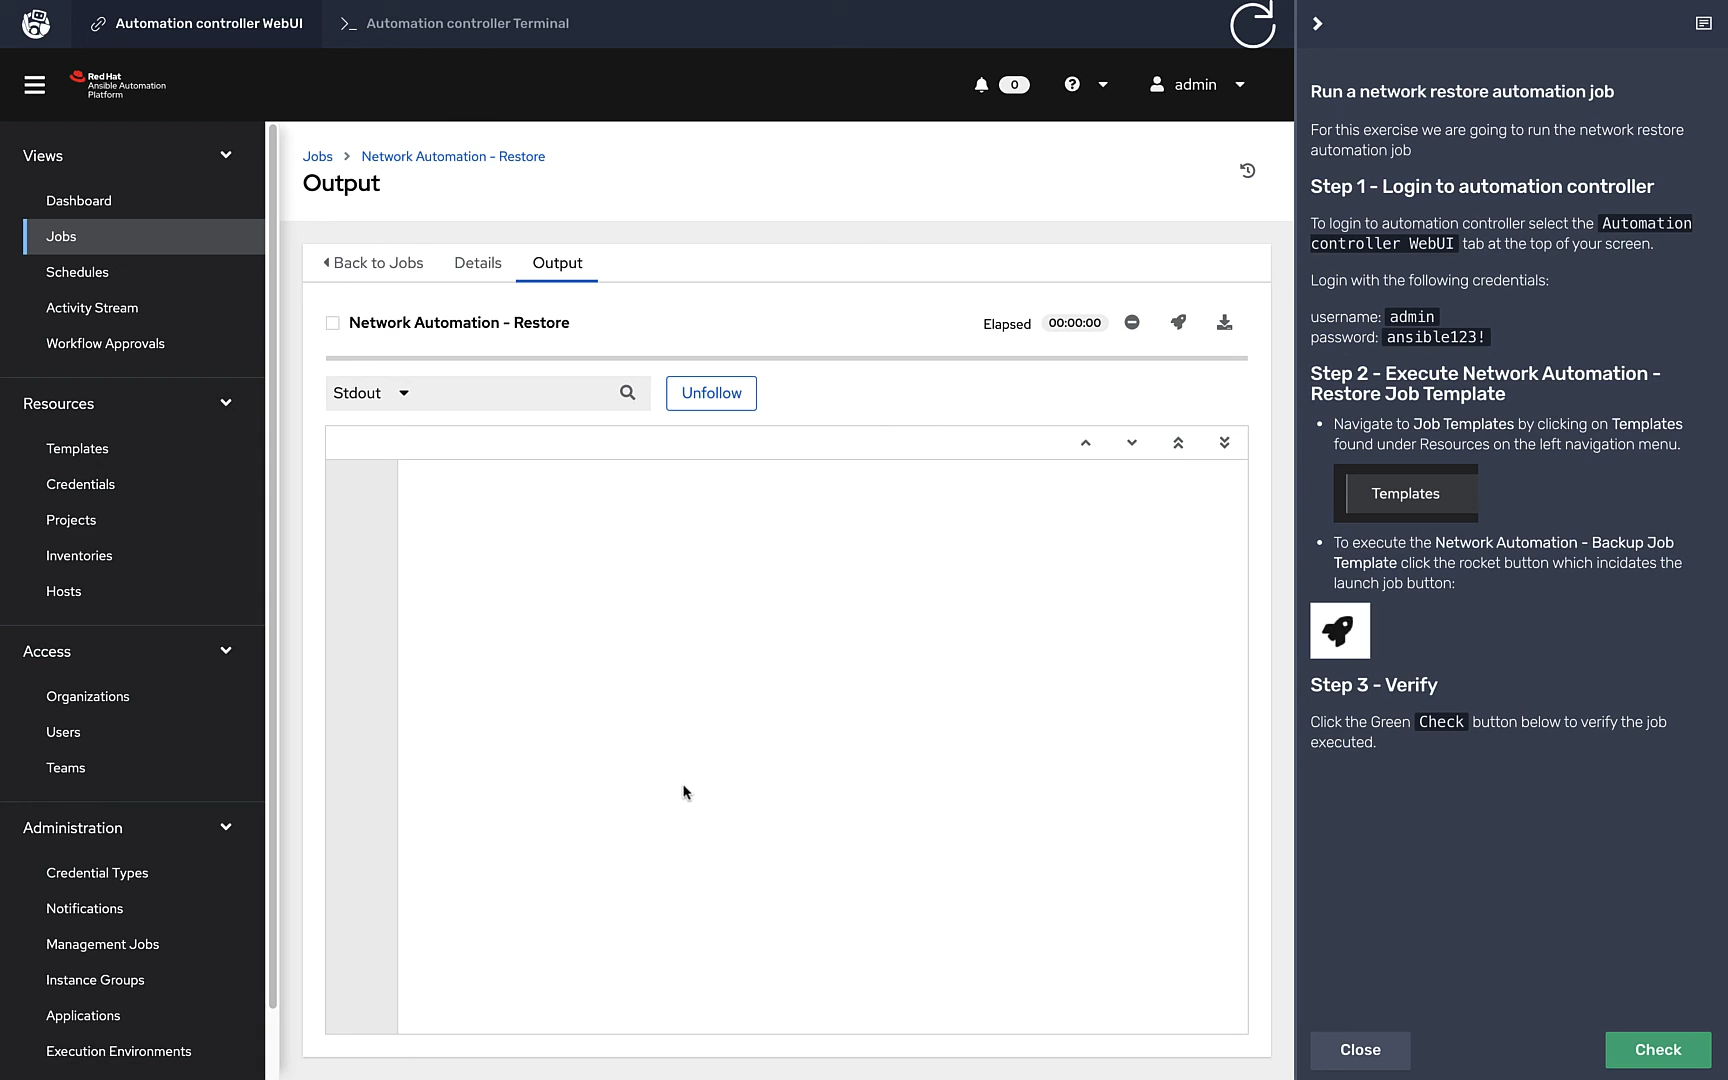 Automation controller WebUI
Automation controller Terminal
Red Hat
Ansible Automation
Platform
0
admin
Views
Dashboard
Jobs
Schedules
Activity Stream
Workflow Approvals
Resources
Templates
Credentials
Projects
Inventories
Hosts
Access
Organizations
Users
Teams
Administration
Credential Types
Notifications
Management Jobs
Instance Groups
Applications
Execution Environments
Jobs > Network Automation - Restore
Output
Back to Jobs
Details
Output
Network Automation - Restore
Elapsed 00:00:00
Stdout
Unfollow
Run a network restore automation job
For this exercise we are going to run the network restore
automation job
Step 1 - Login to automation controller
To login to automation controller select the Automation
controller WebUI tab at the top of your screen.
Login with the following credentials:
username: admin
password: ansible123!
Step 2 - Execute Network Automation -
Restore Job Template
• Navigate to Job Templates by clicking on Templates
found under Resources on the left navigation menu.
Templates
• To execute the Network Automation - Backup Job
Template click the rocket button which incidates the
launch job button:
Step 3 - Verify
Click the Green Check button below to verify the job
executed.
Close
Check